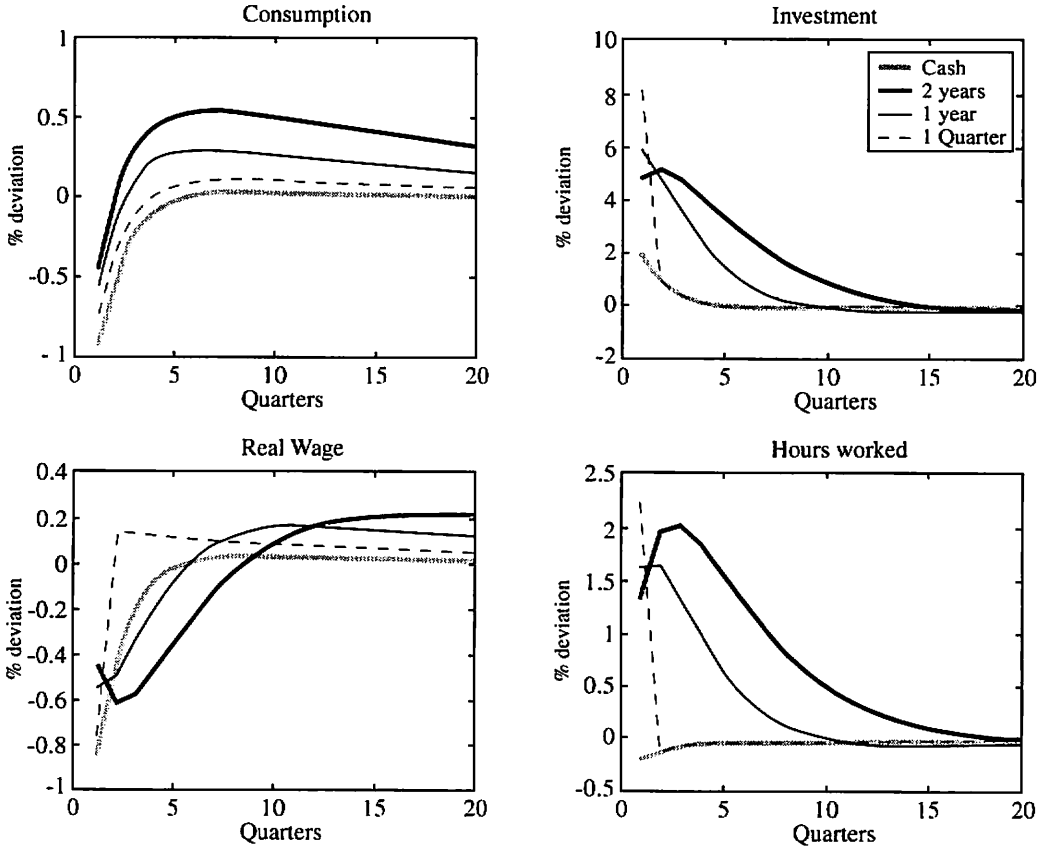 Consumption
1
0.5
0
-0.5
- 1
% deviation
0
5
10
15
20
Quarters
Investment
10
8
6
4
2
0
-2
% deviation
Cash
2 years
1 year
1 Quarter
0
5
10
15
20
Quarters
Real Wage
0.4
0.2
0
-0.2
-0.4
-0.6
-0.8
-1
% deviation
0
5
10
15
20
Quarters
Hours worked
2.5
2
1.5
1
0.5
0
-0.5
% deviation
0
5
10
15
20
Quarters